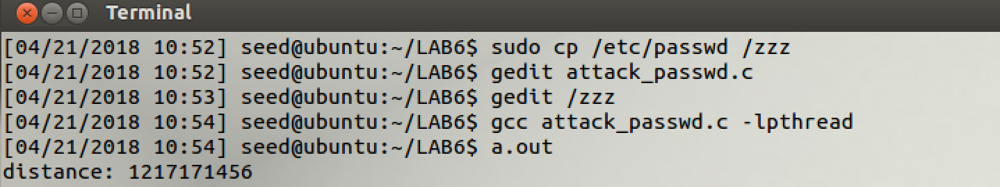 Terminal
[04/21/2018 10:52] seed@ubuntu:~/LAB6$ sudo cp /etc/passwd /zzz
[04/21/2018 10:52] seed@ubuntu:~/LAB6$ gedit attack_passwd.c
[04/21/2018 10:53] seed@ubuntu:~/LAB6$ gedit /zzz
[04/21/2018 10:54] seed@ubuntu:~/LAB6$ gcc attack_passwd.c -lpthread
[04/21/2018 10:54] seed@ubuntu:~/LAB6$ a.out
distance: 1217171456